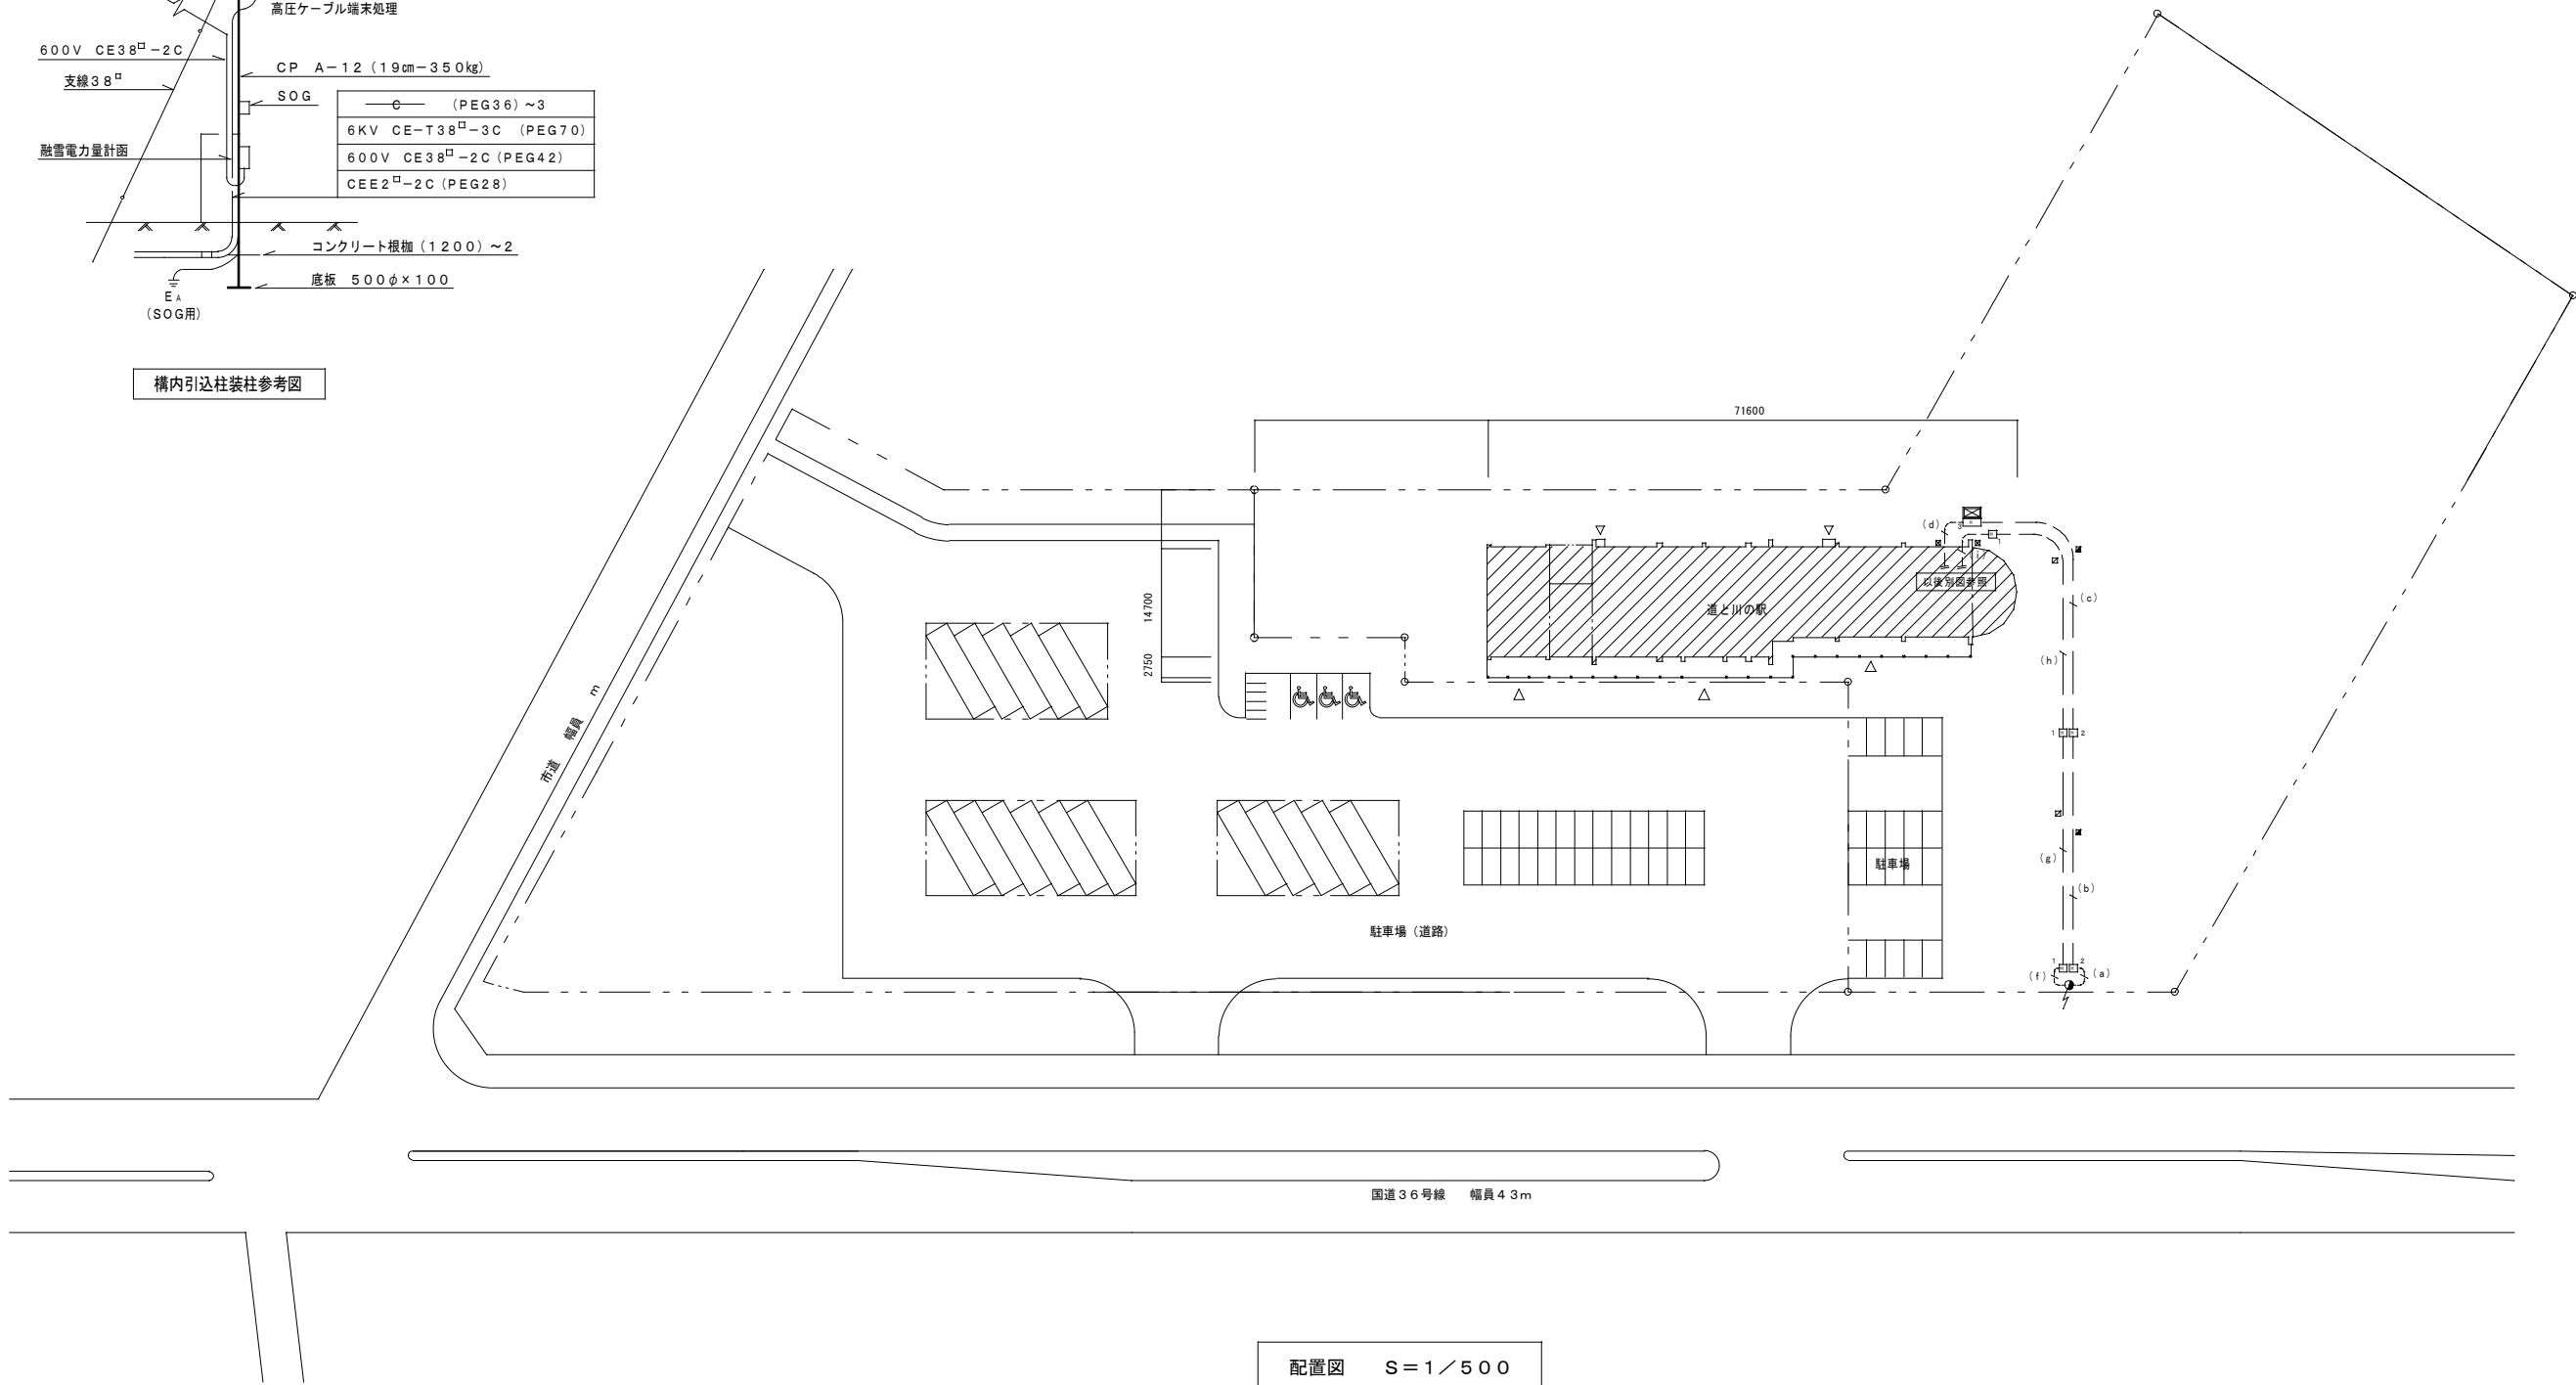 高圧ケーブル端末処理
600V CE38□-2C
支線38□
CP A-12(19cm-350kg)
SOG
C (PEG36)~3
6KV CE-T38□-3C (PEG70)
600V CE38□-2C(PEG42)
CEE2□-2C(PEG28)
融雪電力量計函
コンクリート根枷(1200)~2
底板 500φ×100
EA
(SOG用)
構内引込柱装柱参考図
71600
(d)
3
1
以後別図参照
道と川の駅
14700
2750
(c)
(h)
市道 幅員 m
1
2
(g)
(b)
駐車場
駐車場(道路)
1
2
(f)
(a)
国道36号線 幅員43m
配置図 S=1/500